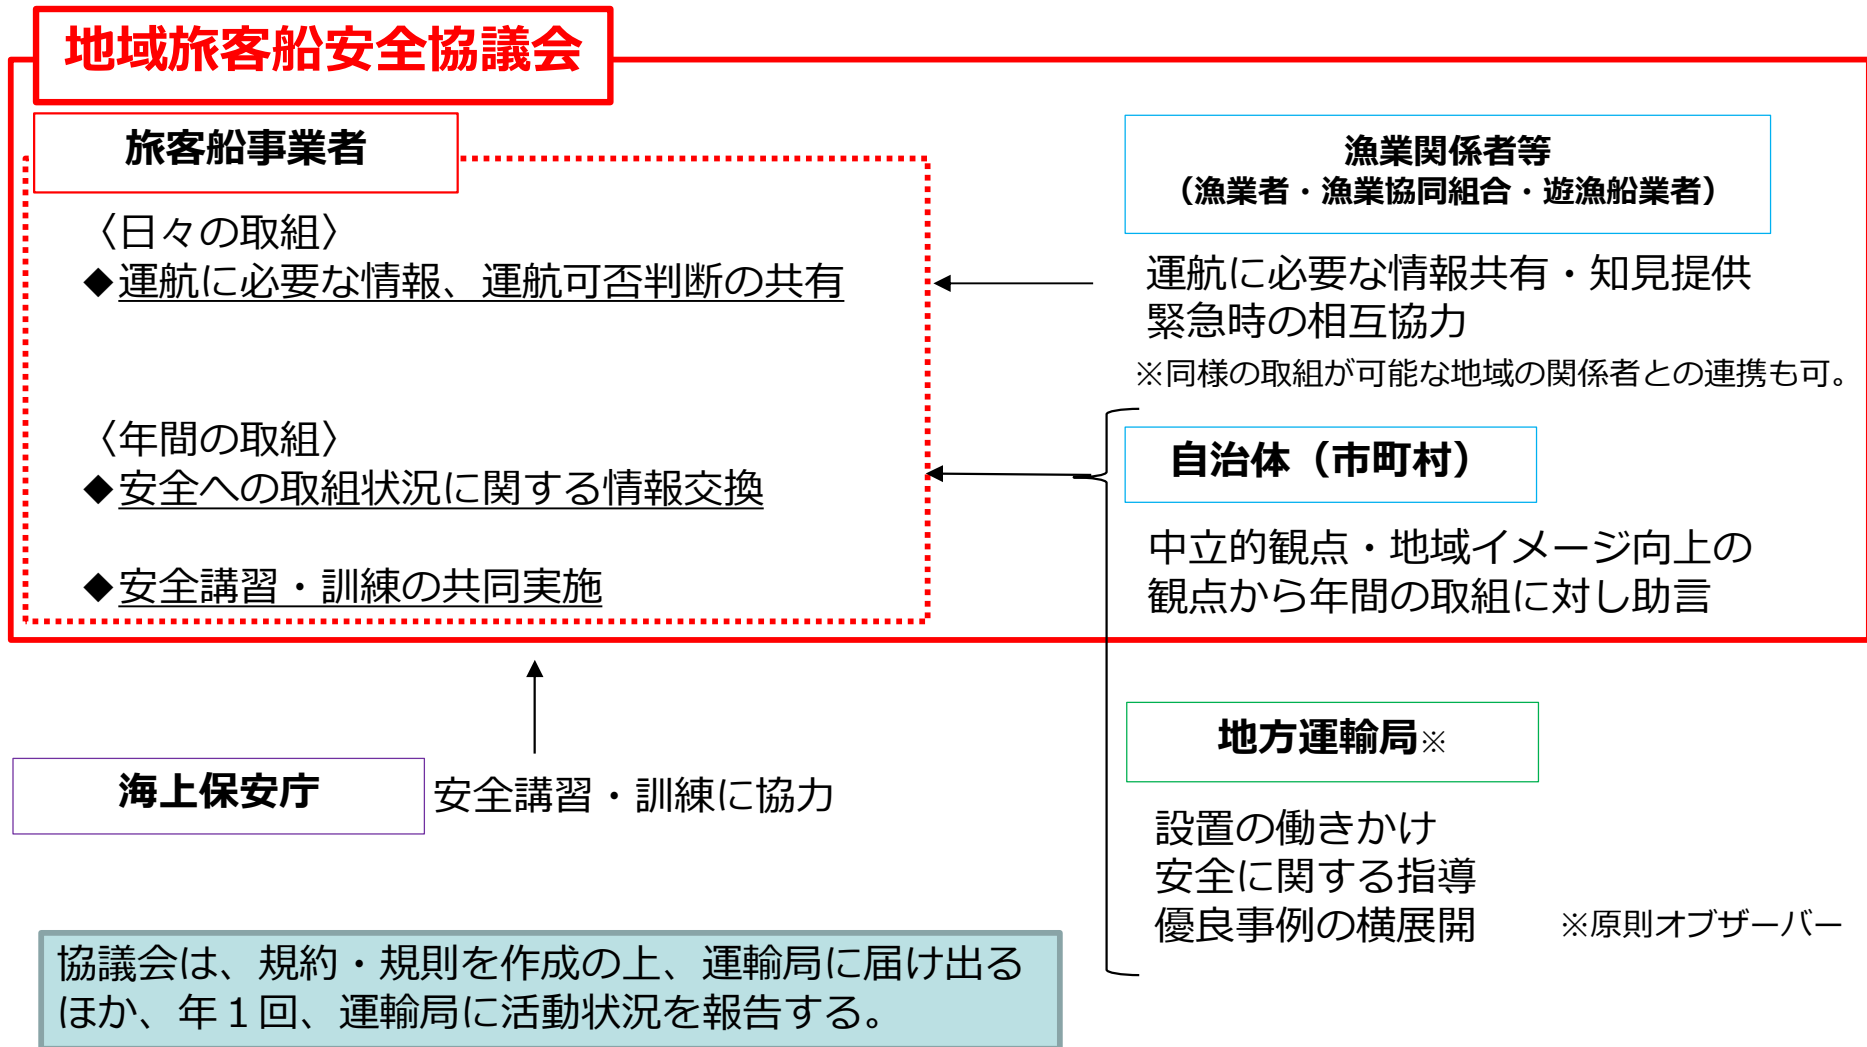 地域旅客船安全協議会
旅客船事業者
〈日々の取組〉
◆運航に必要な情報、運航可否判断の共有
〈年間の取組〉
◆安全への取組状況に関する情報交換
◆安全講習・訓練の共同実施
漁業関係者等
（漁業者・漁業協同組合・遊漁船業者）
運航に必要な情報共有・知見提供
緊急時の相互協力
※同様の取組が可能な地域の関係者との連携も可。
自治体（市町村）
中立的観点・地域イメージ向上の
観点から年間の取組に対し助言
地方運輸局※
設置の働きかけ
安全に関する指導
優良事例の横展開
※原則オブザーバー
海上保安庁
安全講習・訓練に協力
協議会は、規約・規則を作成の上、運輸局に届け出る
ほか、年１回、運輸局に活動状況を報告する。